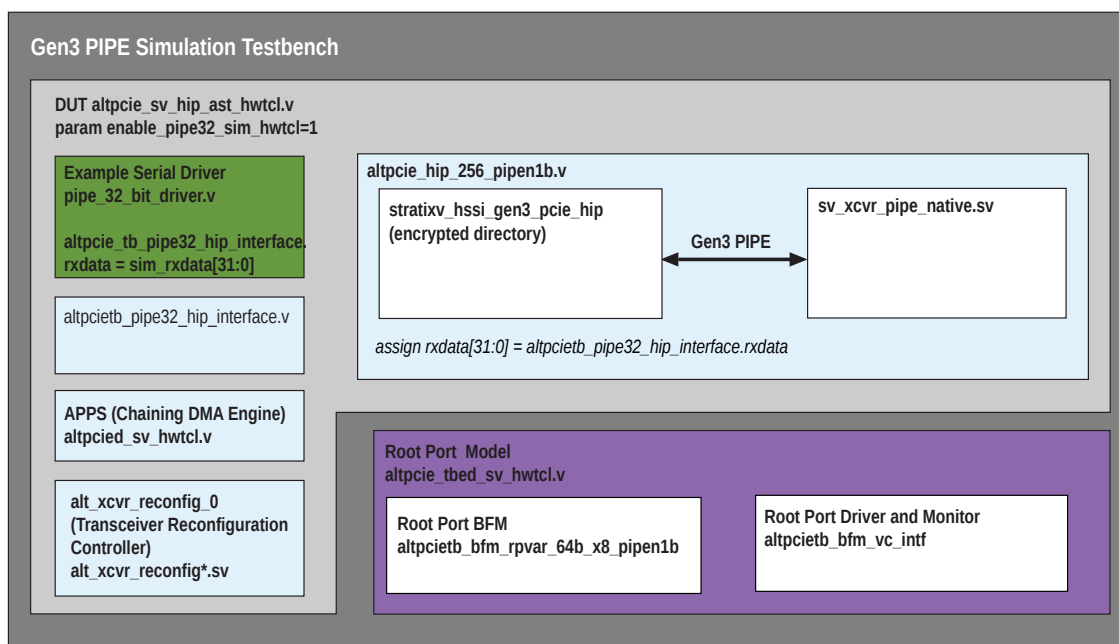 Gen3 PIPE Simulation Testbench
DUT altpcie_sv_hip_ast_hwtcl.v
param enable_pipe32_sim_hwtcl=1
Example Serial Driver
pipe_32_bit_driver.v
altpcie_tb_pipe32_hip_interface.
rxdata = sim_rxdata[31:0]
altpcietb_pipe32_hip_interface.v
APPS (Chaining DMA Engine)
altpcied_sv_hwtcl.v
alt_xcvr_reconfig_0
(Transceiver Reconfiguration
Controller)
alt_xcvr_reconfig*.sv
altpcie_hip_256_pipen1b.v
stratixv_hssi_gen3_pcie_hip
(encrypted directory)
Gen3 PIPE
sv_xcvr_pipe_native.sv
assign rxdata[31:0] = altpcietb_pipe32_hip_interface.rxdata
Root Port Model
altpcie_tbed_sv_hwtcl.v
Root Port BFM
altpcietb_bfm_rpvar_64b_x8_pipen1b
Root Port Driver and Monitor
altpcietb_bfm_vc_intf